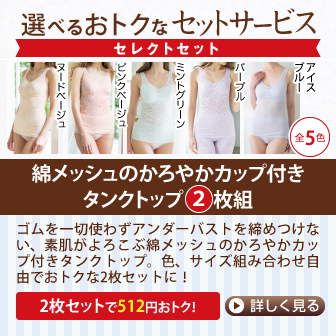 選べるおトクなセットサービス
セレクトセット
ヌードベージュ
ピンクベージュ
ミントグリーン
パープル
アイスブルー
全5色
綿メッシュのかろやかカップ付き
タンクトップ2枚組
ゴムを一切使わずアンダーバストを締めつけな
い、素肌がよろこぶ綿メッシュのかろやかカッ
プ付きタンクトップ。色、サイズ組み合わせ自
由でおトクな2枚セットに！
2枚セットで512円おトク!
詳しく見る